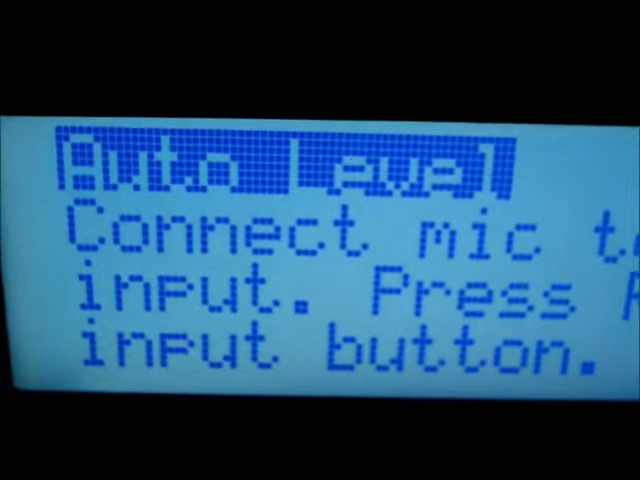 Auto Level
Connect mic
input. Press
input button.